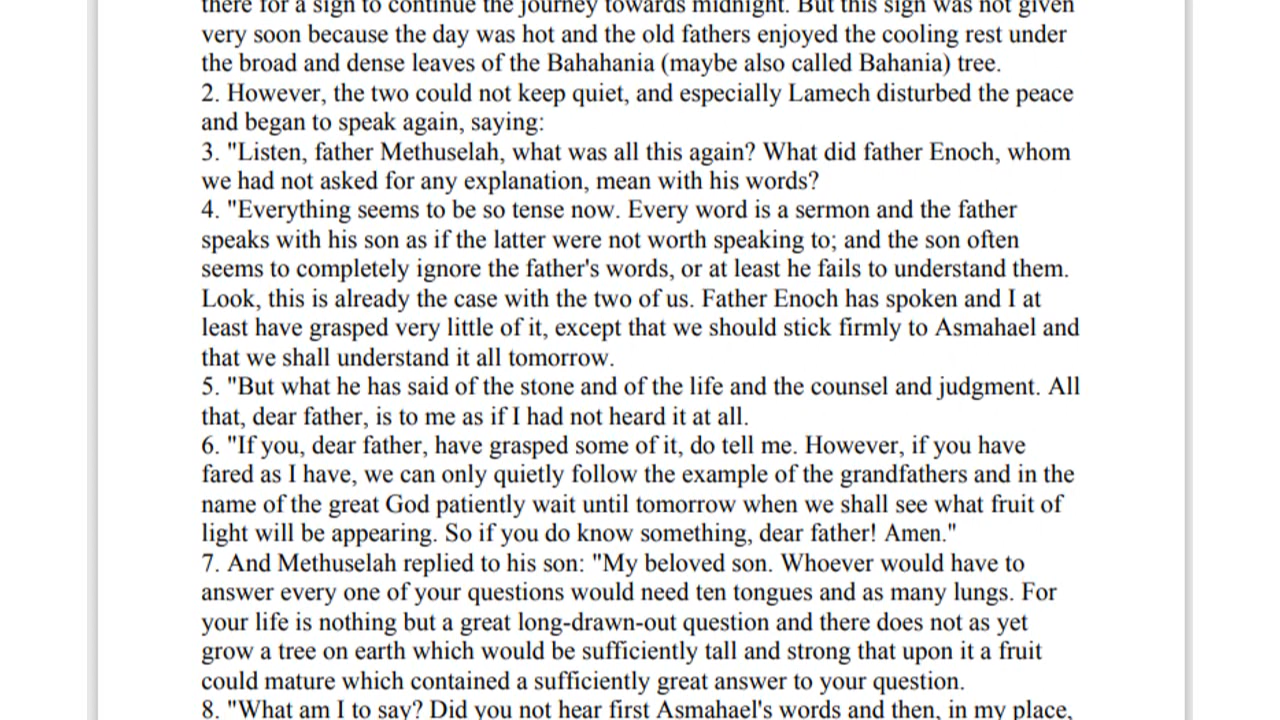 there for a sign to continue the journey towards midnight. But this sign was not given
very soon because the day was hot and the old fathers enjoyed the cooling rest under
the broad and dense leaves of the Bahahania (maybe also called Bahania) tree.
2. However, the two could not keep quiet, and especially Lamech disturbed the peace
and began to speak again, saying:
3. "Listen, father Methuselah, what was all this again? What did father Enoch, whom
we had not asked for any explanation, mean with his words?
4. "Everything seems to be so tense now. Every word is a sermon and the father
speaks with his son as if the latter were not worth speaking to; and the son often
seems to completely ignore the father's words, or at least he fails to understand them.
Look, this is already the case with the two of us. Father Enoch has spoken and I at
least have grasped very little of it, except that we should stick firmly to Asmahael and
that we shall understand it all tomorrow.
5. "But what he has said of the stone and of the life and the counsel and judgment. All
that, dear father, is to me as if I had not heard it at all.
6. "If you, dear father, have grasped some of it, do tell me. However, if you have
fared as I have, we can only quietly follow the example of the grandfathers and in the
name of the great God patiently wait until tomorrow when we shall see what fruit of
light will be appearing. So if you do know something, dear father! Amen."
7. And Methuselah replied to his son: "My beloved son. Whoever would have to
answer every one of your questions would need ten tongues and as many lungs. For
your life is nothing but a great long-drawn-out question and there does not as yet
grow a tree on earth which would be sufficiently tall and strong that upon it a fruit
could mature which contained a sufficiently great answer to your question.
8. "What am I to say? Did you not hear first Asmahael's words and then, in my place,